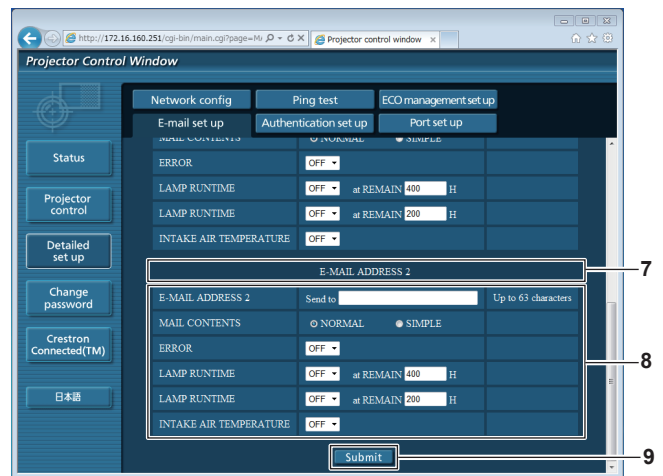 http://172.16.160.251/cgi-bin/main.cgi?page=M
Projector control window
Projector Control Window
Network config Ping test ECO management set up
E-mail set up Authentication set up Port set up
MAIL CONTENTS NORMAL SIMPLE
Status
ERROR OFF
LAMP RUNTIME OFF at REMAIN 400 H
Projector control
LAMP RUNTIME OFF at REMAIN 200 H
INTAKE AIR TEMPERATURE OFF
Detailed set up
E-MAIL ADDRESS 2 7
Change password
E-MAIL ADDRESS 2 Send to Up to 63 characters
MAIL CONTENTS NORMAL SIMPLE
Crestron Connected(TM)
ERROR OFF
8
LAMP RUNTIME OFF at REMAIN 400 H
日本語
LAMP RUNTIME OFF at REMAIN 200 H
INTAKE AIR TEMPERATURE OFF
Submit 9